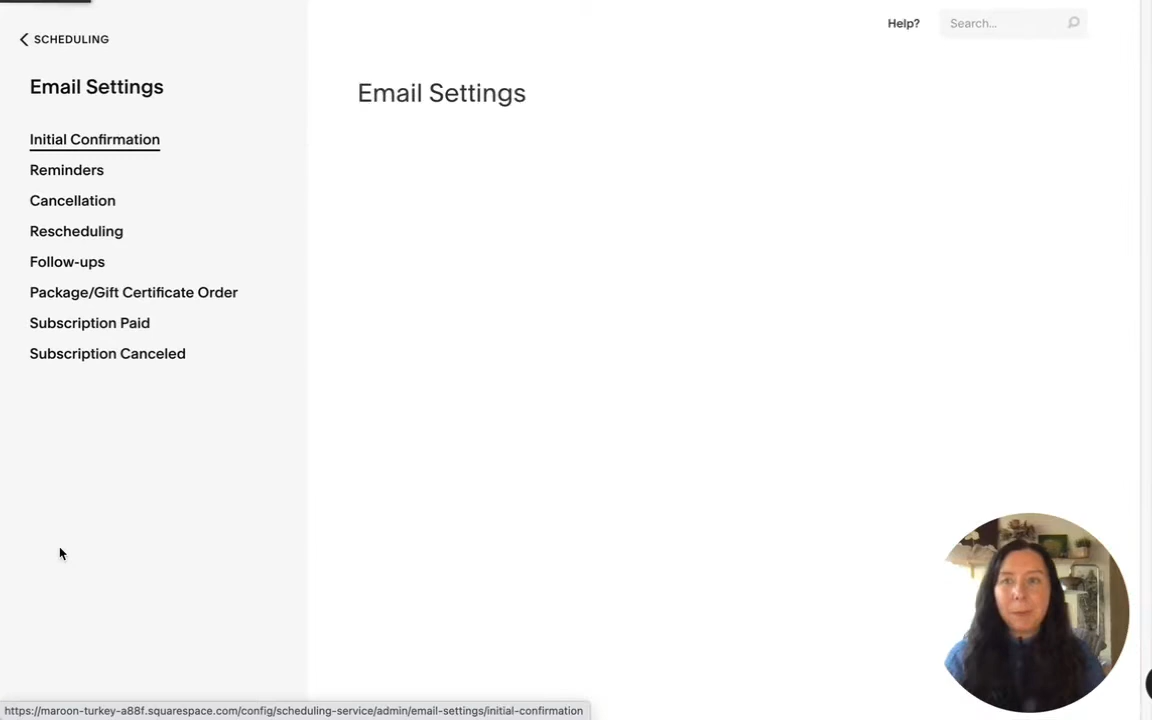 SCHEDULING
Help?
Search...
Email Settings
Email Settings
Initial Confirmation
Reminders
Cancellation
Rescheduling
Follow-ups
Package/Gift Certificate Order
Subscription Paid
Subscription Canceled
https://maroon-turkey-a88f.squarespace.com/config/scheduling-service/admin/email-settings/initial-confirmation